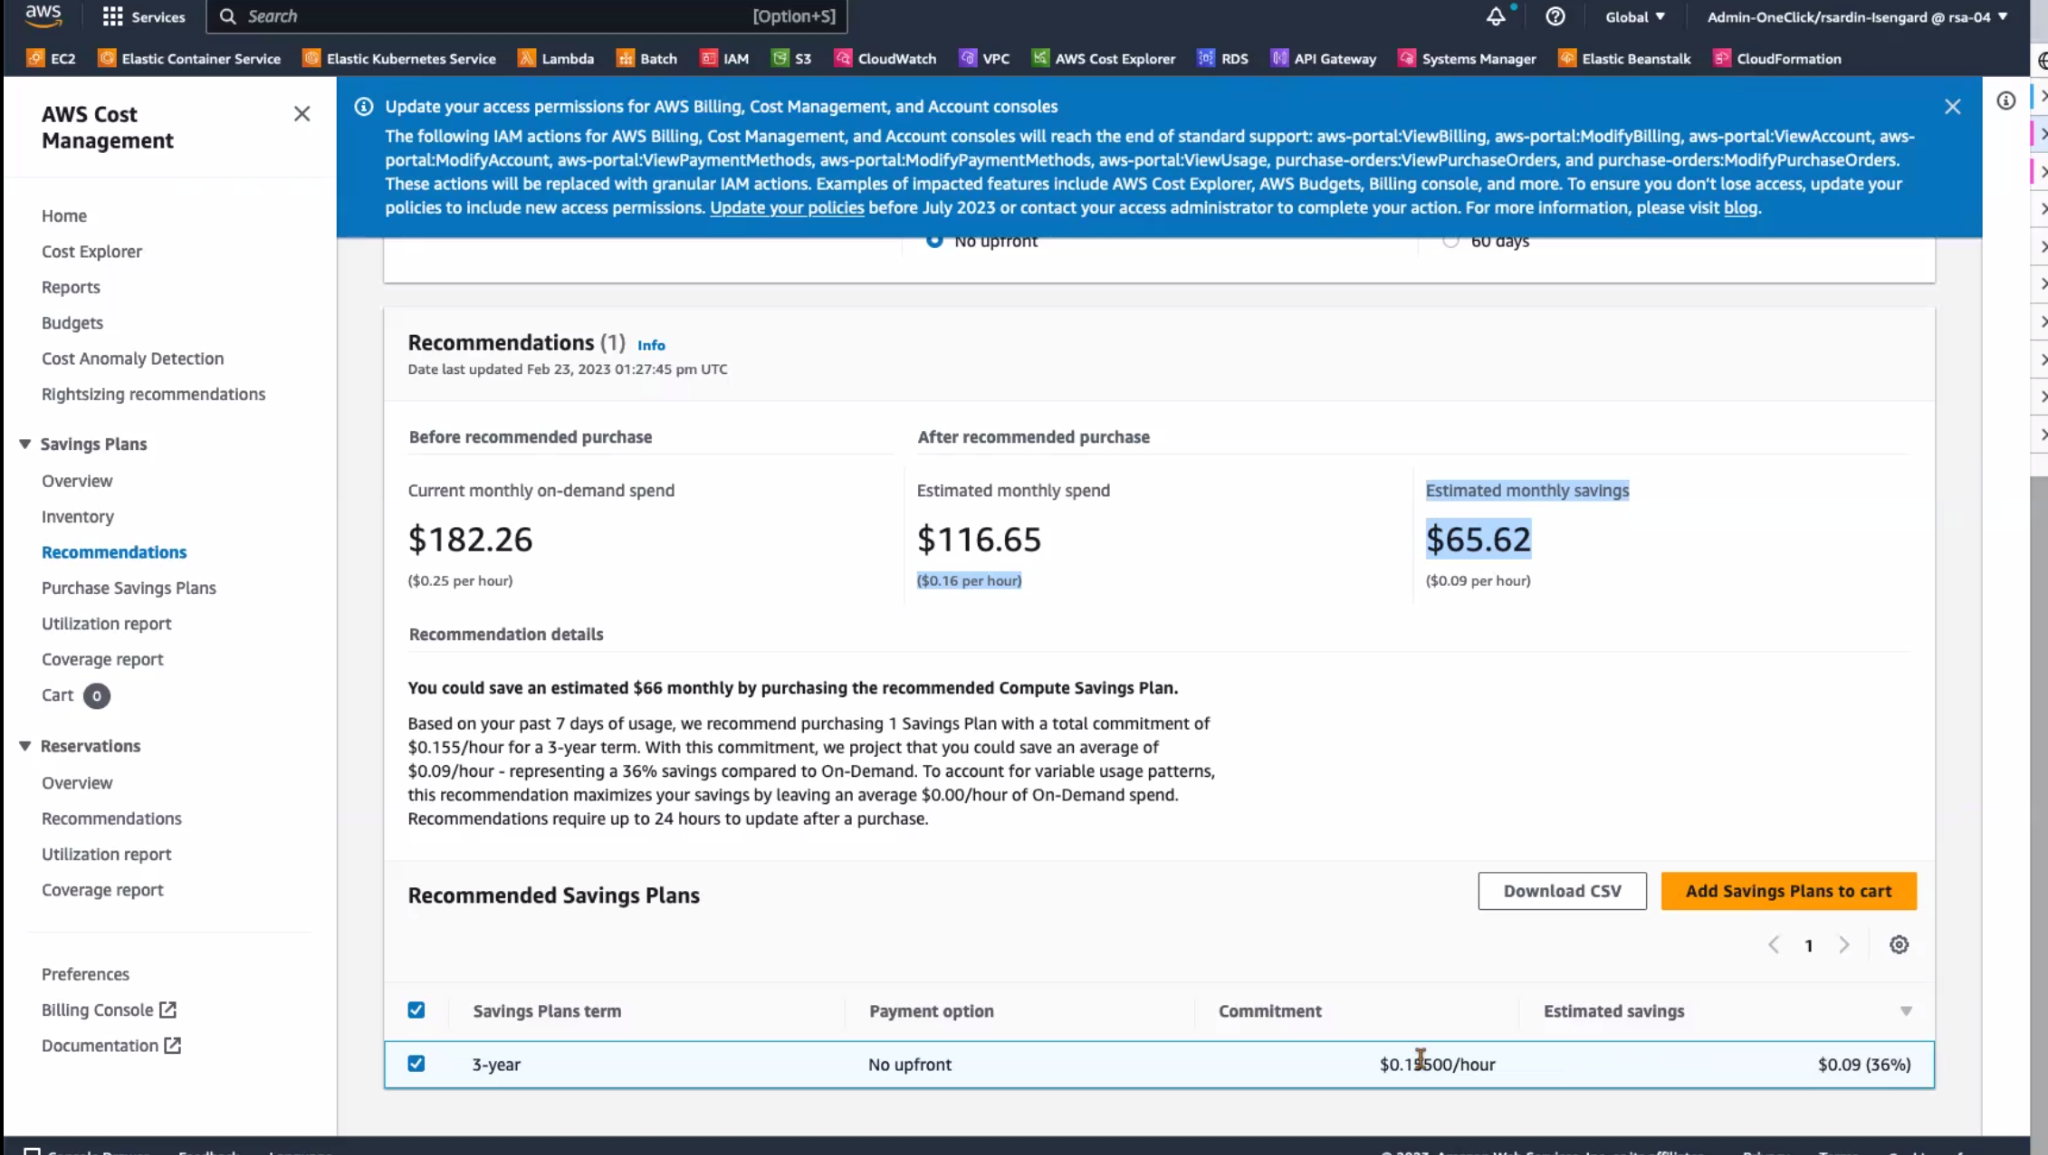 aws
Services
Search
[Option+S]
Global
Admin-OneClick/rsardin-Isengard @ rsa-04
EC2
Elastic Container Service
Elastic Kubernetes Service
Lambda
Batch
IAM
S3
CloudWatch
VPC
AWS Cost Explorer
RDS
API Gateway
Systems Manager
Elastic Beanstalk
CloudFormation
AWS Cost
Management
Home
Cost Explorer
Reports
Budgets
Cost Anomaly Detection
Rightsizing recommendations
Savings Plans
Overview
Inventory
Recommendations
Purchase Savings Plans
Utilization report
Coverage report
Cart 0
Reservations
Overview
Recommendations
Utilization report
Coverage report
Preferences
Billing Console
Documentation
Update your access permissions for AWS Billing, Cost Management, and Account consoles
The following IAM actions for AWS Billing, Cost Management, and Account consoles will reach the end of standard support: aws-portal:ViewBilling, aws-portal:ModifyBilling, aws-portal:ViewAccount, aws-
portal:ModifyAccount, aws-portal:ViewPaymentMethods, aws-portal:ModifyPaymentMethods, aws-portal:ViewUsage, purchase-orders:ViewPurchaseOrders, and purchase-orders:ModifyPurchaseOrders.
These actions will be replaced with granular IAM actions. Examples of impacted features include AWS Cost Explorer, AWS Budgets, Billing console, and more. To ensure you don't lose access, update your
policies to include new access permissions. Update your policies before July 2023 or contact your access administrator to complete your action. For more information, please visit blog.
No upfront
60 days
Recommendations (1) Info
Date last updated Feb 23, 2023 01:27:45 pm UTC
Before recommended purchase
After recommended purchase
Current monthly on-demand spend
Estimated monthly spend
Estimated monthly savings
$182.26
$116.65
$65.62
($0.25 per hour)
($0.16 per hour)
($0.09 per hour)
Recommendation details
You could save an estimated $66 monthly by purchasing the recommended Compute Savings Plan.
Based on your past 7 days of usage, we recommend purchasing 1 Savings Plan with a total commitment of
$0.155/hour for a 3-year term. With this commitment, we project that you could save an average of
$0.09/hour - representing a 36% savings compared to On-Demand. To account for variable usage patterns,
this recommendation maximizes your savings by leaving an average $0.00/hour of On-Demand spend.
Recommendations require up to 24 hours to update after a purchase.
Recommended Savings Plans
Download CSV
Add Savings Plans to cart
1
Savings Plans term
Payment option
Commitment
Estimated savings
3-year
No upfront
$0.15500/hour
$0.09 (36%)